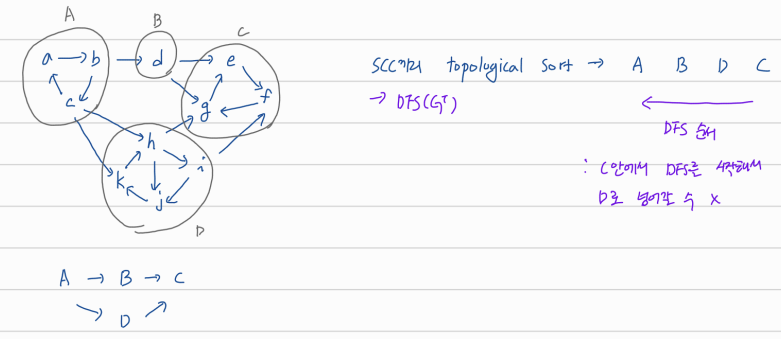 A
B
C
a → b → d → e
c
g
f
h
k
i
j
D
SCC끼리 topological sort → A B D C
→ DFS(Gᵀ)
DFS 순서
∵ C안에서 DFS를 시작해서
D로 넘어갈 수 x
A → B → C
↘ D ↗